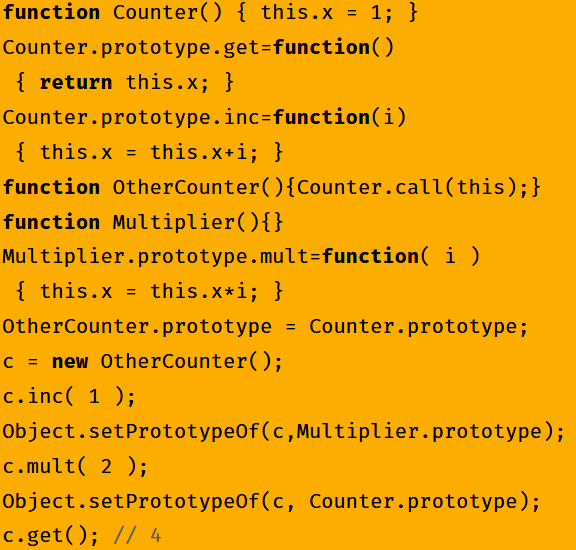 function Counter() { this.x = 1; }
Counter.prototype.get=function()
 { return this.x; }
Counter.prototype.inc=function(i)
 { this.x = this.x+i; }
function OtherCounter(){Counter.call(this);}
function Multiplier(){}
Multiplier.prototype.mult=function( i )
 { this.x = this.x*i; }
OtherCounter.prototype = Counter.prototype;
c = new OtherCounter();
c.inc( 1 );
Object.setPrototypeOf(c,Multiplier.prototype);
c.mult( 2 );
Object.setPrototypeOf(c, Counter.prototype);
c.get(); // 4